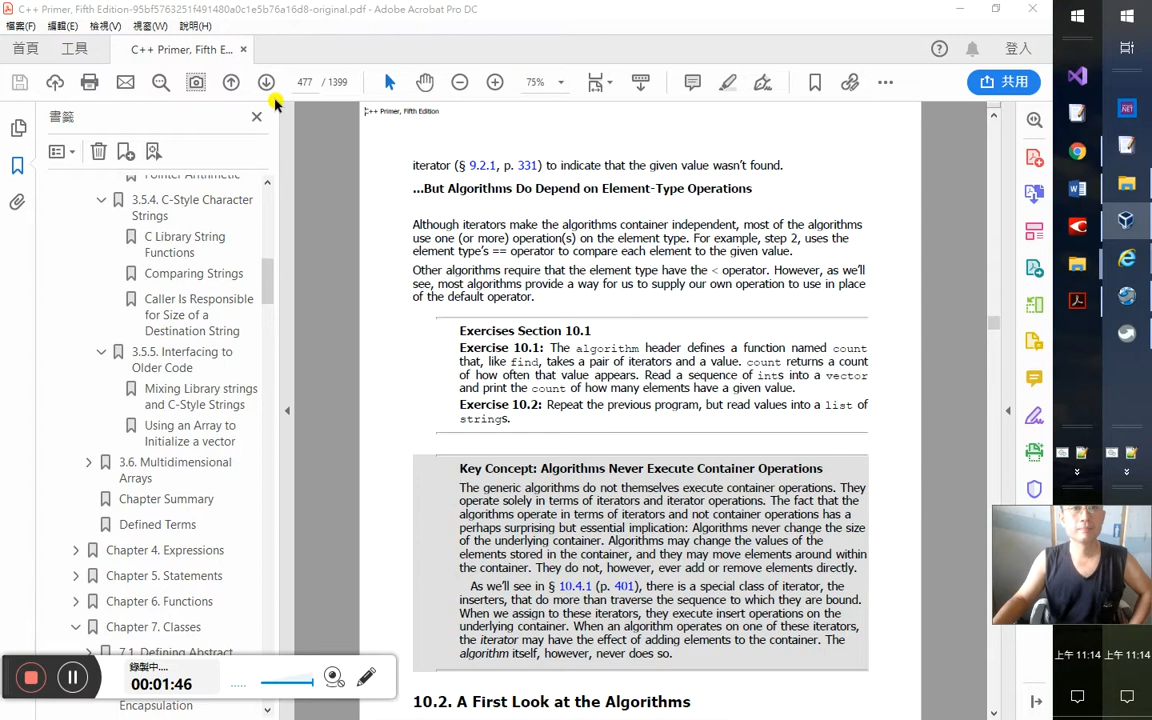 C++ Primer, Fifth Edition-95bf5763251f490480a0c1e5b76a16d8-original.pdf - Adobe Acrobat Pro DC
檔案(F) 編輯(E) 檢視(V) 視窗(W) 說明(H)
首頁 工具 C++ Primer, Fifth E... ×
登入
477 / 1399 75% 共用
書籤
Pointer Arithmetic
3.5.4. C-Style Character
Strings
C Library String
Functions
Comparing Strings
Caller Is Responsible
for Size of a
Destination String
3.5.5. Interfacing to
Older Code
Mixing Library strings
and C-Style Strings
Using an Array to
Initialize a vector
3.6. Multidimensional
Arrays
Chapter Summary
Defined Terms
Chapter 4. Expressions
Chapter 5. Statements
Chapter 6. Functions
Chapter 7. Classes
7.1. Defining Abstract
Encapsulation
C++ Primer, Fifth Edition
iterator (§ 9.2.1, p. 331) to indicate that the given value wasn't found.
...But Algorithms Do Depend on Element-Type Operations
Although iterators make the algorithms container independent, most of the algorithms
use one (or more) operation(s) on the element type. For example, step 2, uses the
element type's == operator to compare each element to the given value.
Other algorithms require that the element type have the < operator. However, as we'll
see, most algorithms provide a way for us to supply our own operation to use in place
of the default operator.
Exercises Section 10.1
Exercise 10.1: The algorithm header defines a function named count
that, like find, takes a pair of iterators and a value. count returns a count
of how often that value appears. Read a sequence of ints into a vector
and print the count of how many elements have a given value.
Exercise 10.2: Repeat the previous program, but read values into a list of
strings.
Key Concept: Algorithms Never Execute Container Operations
The generic algorithms do not themselves execute container operations. They
operate solely in terms of iterators and iterator operations. The fact that the
algorithms operate in terms of iterators and not container operations has a
perhaps surprising but essential implication: Algorithms never change the size
of the underlying container. Algorithms may change the values of the
elements stored in the container, and they may move elements around within
the container. They do not, however, ever add or remove elements directly.
As we'll see in § 10.4.1 (p. 401), there is a special class of iterator, the
inserters, that do more than traverse the sequence to which they are bound.
When we assign to these iterators, they execute insert operations on the
underlying container. When an algorithm operates on one of these iterators,
the iterator may have the effect of adding elements to the container. The
algorithm itself, however, never does so.
10.2. A First Look at the Algorithms
錄製中....
00:01:46
上午 11:14 上午 11:14